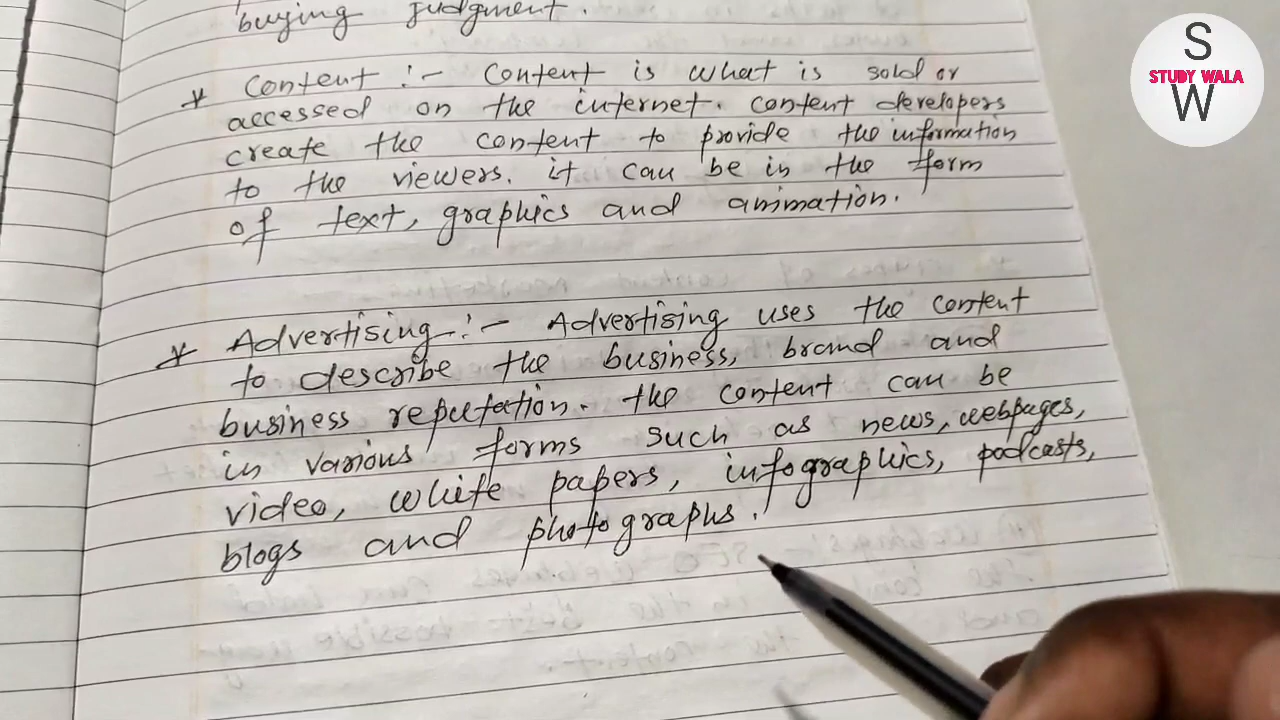 buying judgment.
* Content :- Content is what is sold or
accessed on the internet. content developers
create the content to provide the information
to the viewers. it can be in the form
of text, graphics and animation.
* Advertising :- Advertising uses the content
to describe the business, brand and
business reputation. the content can be
in various forms such as news, webpages,
video, white papers, infographics, podcasts,
blogs and photographs.
S
STUDY WALA
W